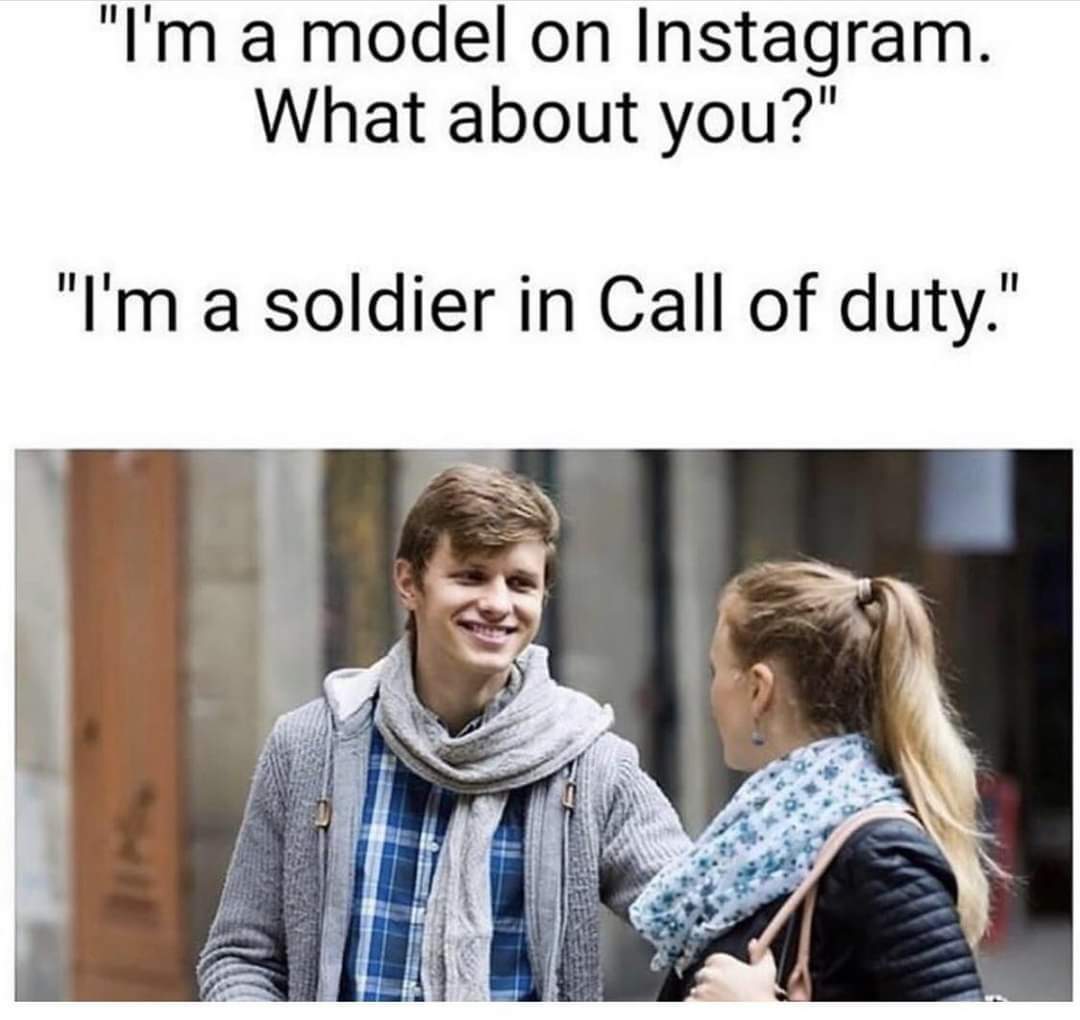 "I'm a model on Instagram.
What about you?"
"I'm a soldier in Call of duty."